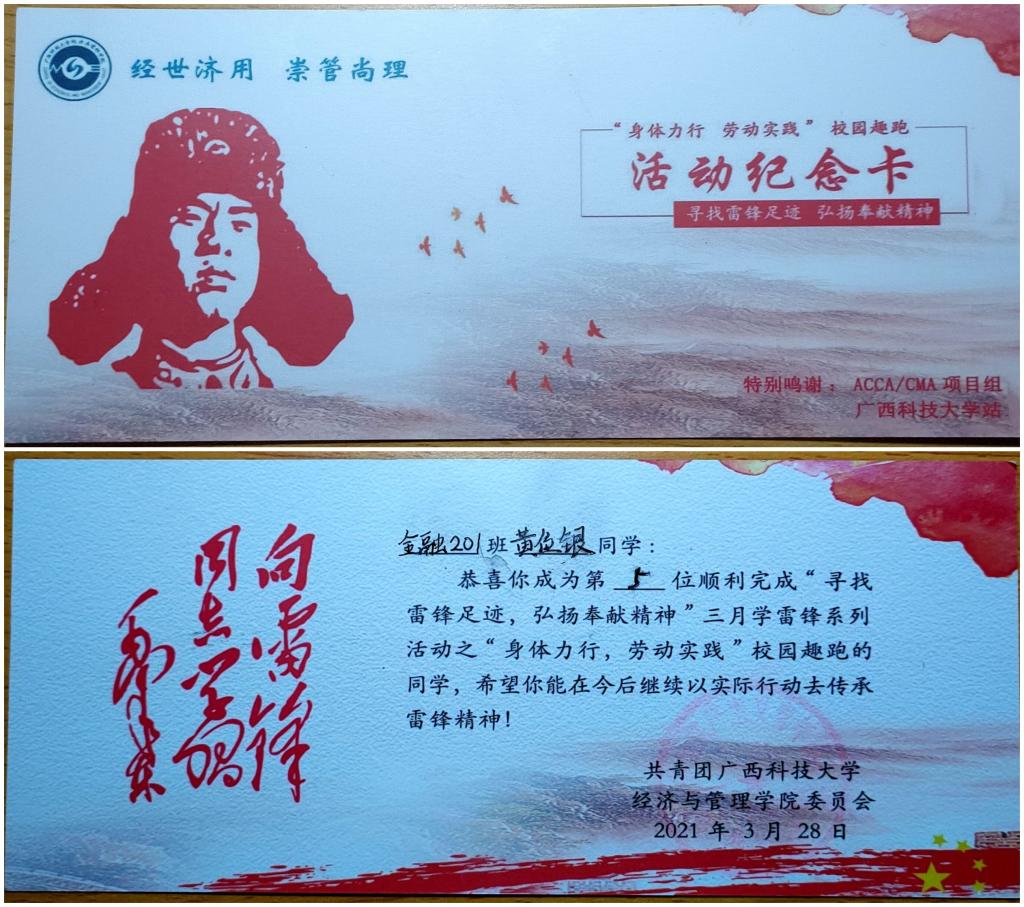 经世济用 崇管尚理
“身体力行 劳动实践”校园趣跑
活动纪念卡
寻找雷锋足迹 弘扬奉献精神
特别鸣谢：ACCA/CMA 项目组
广西科技大学站
向雷锋
同志学习
毛泽东
金融201班黄位银同学：
恭喜你成为第 5 位顺利完成“寻找
雷锋足迹，弘扬奉献精神”三月学雷锋系列
活动之“身体力行，劳动实践”校园趣跑的
同学，希望你能在今后继续以实际行动去传承
雷锋精神！
共青团广西科技大学
经济与管理学院委员会
2021 年 3 月 28 日